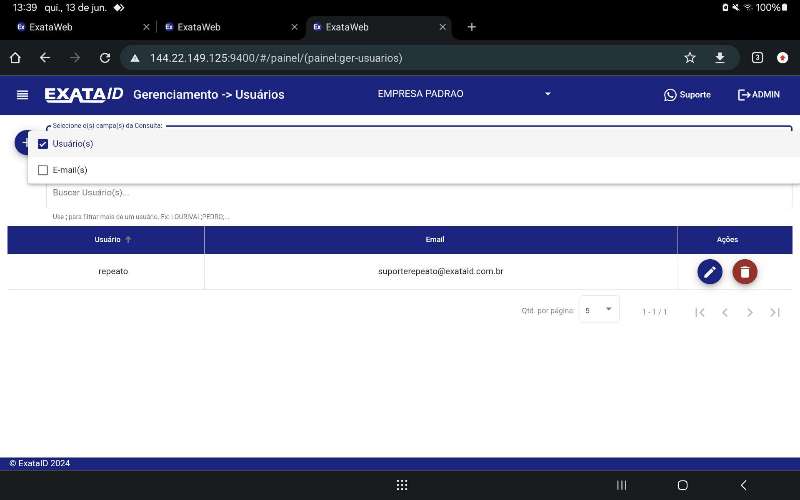 13:39 qui., 13 de jun. 100%
ExataWeb
ExataWeb
ExataWeb
144.22.149.125:9400/#/painel/(painel:ger-usuarios)
3
EXATAID Gerenciamento -> Usuários EMPRESA PADRAO Suporte ADMIN
Selecione o(s) campo(s) da Consulta:
Usuário(s)
E-mail(s)
Buscar Usuário(s)...
Use ; para filtrar mais de um usuário. Ex: LOURIVAL;PEDRO;...
Usuário Email Ações
repeato suporterepeato@exataid.com.br
Qtd. por página: 5 1 - 1 / 1
© ExataID 2024